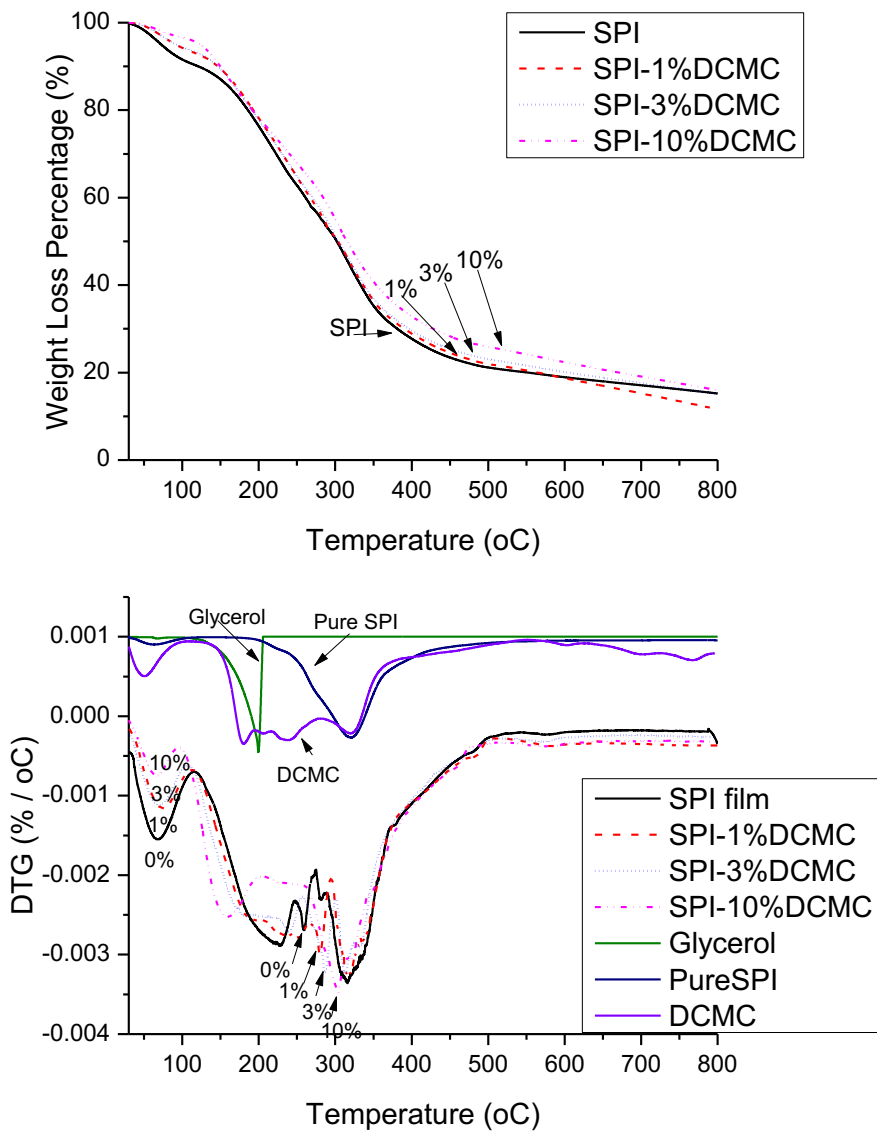 100
80
60
40
20
0
Weight Loss Percentage (%)
SPI
SPI-1%DCMC
SPI-3%DCMC
SPI-10%DCMC
10%
3%
1%
SPI
100 200 300 400 500 600 700 800
Temperature (oC)
0.001
0.000
-0.001
-0.002
-0.003
-0.004
DTG (% / oC)
Glycerol
Pure SPI
DCMC
10%
3%
1%
0%
0%
1%
3%
10%
SPI film
SPI-1%DCMC
SPI-3%DCMC
SPI-10%DCMC
Glycerol
PureSPI
DCMC
100 200 300 400 500 600 700 800
Temperature (oC)